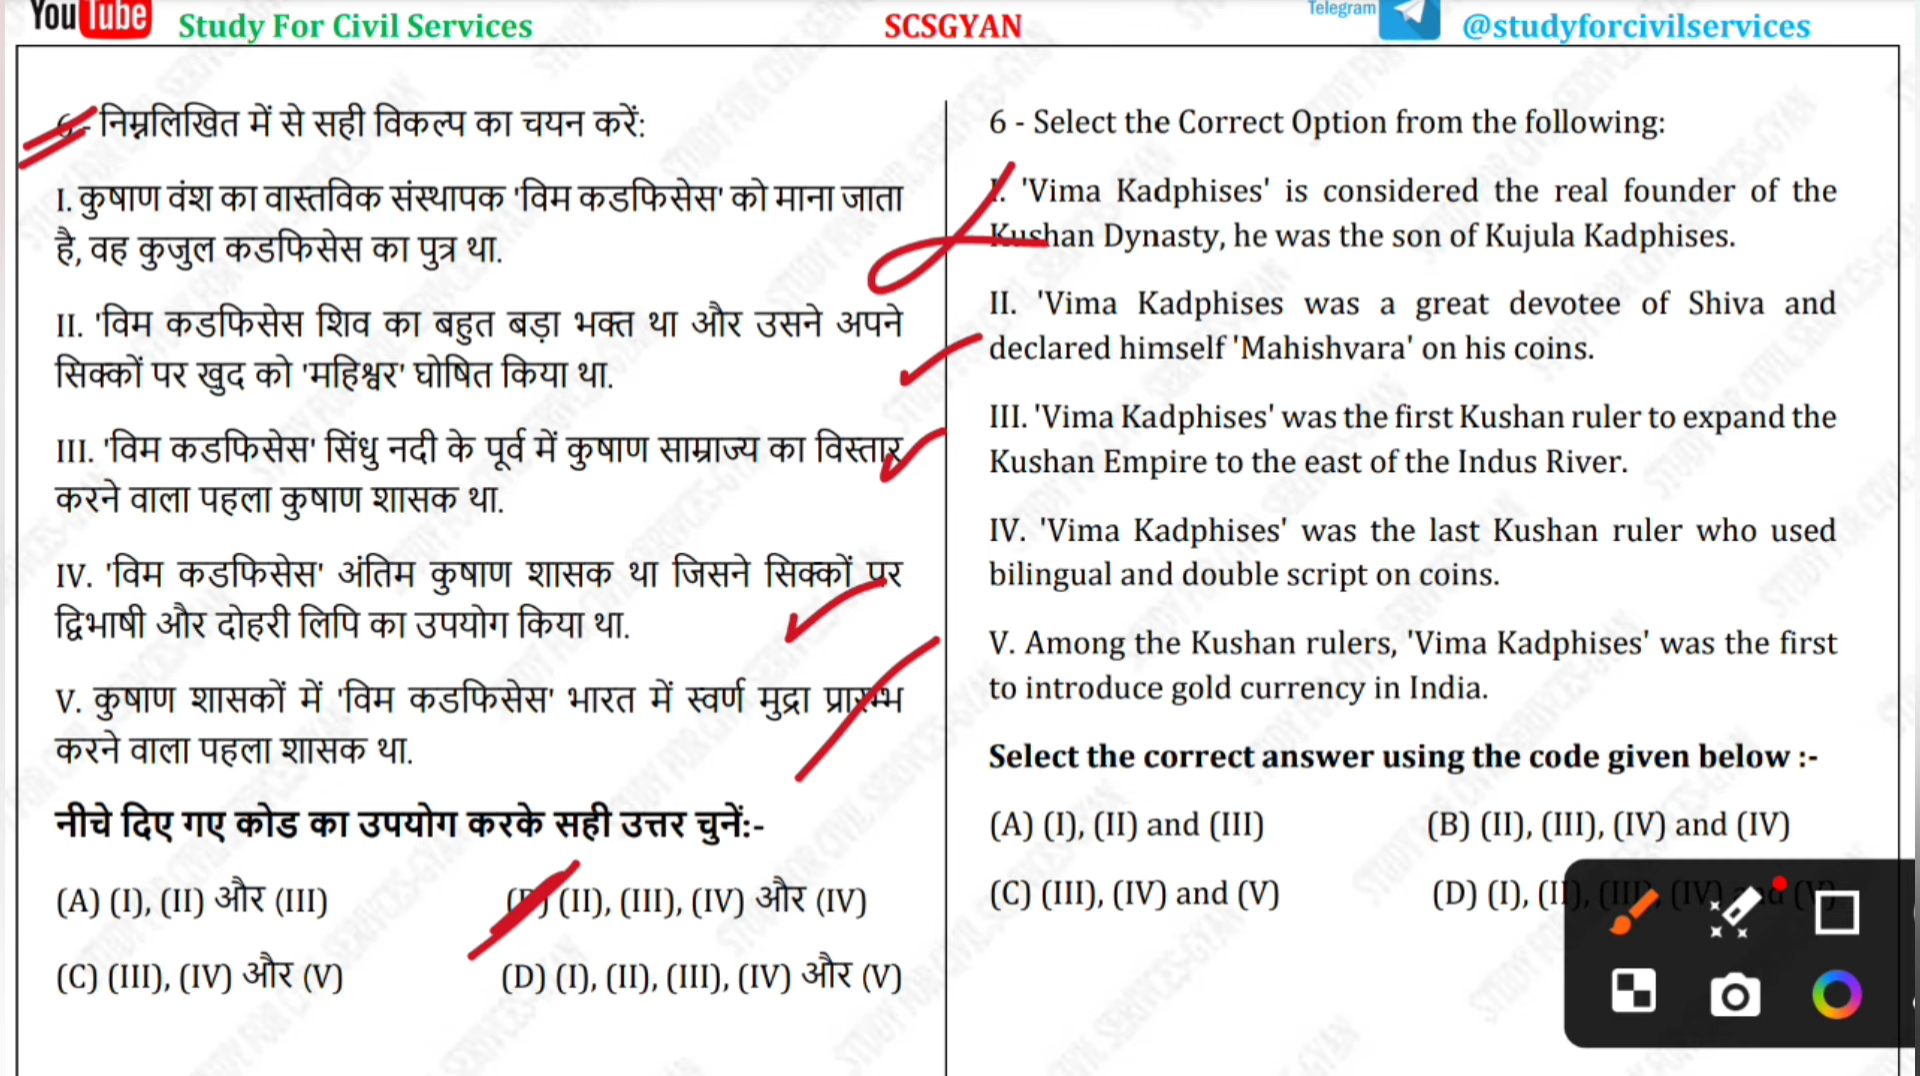 YouTube Study For Civil Services
SCSGYAN
Telegram @studyforcivilservices
6 - निम्नलिखित में से सही विकल्प का चयन करें:
I. कुषाण वंश का वास्तविक संस्थापक 'विम कडफिसेस' को माना जाता
है, वह कुजुल कडफिसेस का पुत्र था.
II. 'विम कडफिसेस शिव का बहुत बड़ा भक्त था और उसने अपने
सिक्कों पर खुद को 'महिश्वर' घोषित किया था.
III. 'विम कडफिसेस' सिंधु नदी के पूर्व में कुषाण साम्राज्य का विस्तार
करने वाला पहला कुषाण शासक था.
IV. 'विम कडफिसेस' अंतिम कुषाण शासक था जिसने सिक्कों पर
द्विभाषी और दोहरी लिपि का उपयोग किया था.
V. कुषाण शासकों में 'विम कडफिसेस' भारत में स्वर्ण मुद्रा प्रारम्भ
करने वाला पहला शासक था.
नीचे दिए गए कोड का उपयोग करके सही उत्तर चुनें:-
(A) (I), (II) और (III) (B) (II), (III), (IV) और (IV)
(C) (III), (IV) और (V) (D) (I), (II), (III), (IV) और (V)
6 - Select the Correct Option from the following:
I. 'Vima Kadphises' is considered the real founder of the
Kushan Dynasty, he was the son of Kujula Kadphises.
II. 'Vima Kadphises was a great devotee of Shiva and
declared himself 'Mahishvara' on his coins.
III. 'Vima Kadphises' was the first Kushan ruler to expand the
Kushan Empire to the east of the Indus River.
IV. 'Vima Kadphises' was the last Kushan ruler who used
bilingual and double script on coins.
V. Among the Kushan rulers, 'Vima Kadphises' was the first
to introduce gold currency in India.
Select the correct answer using the code given below :-
(A) (I), (II) and (III) (B) (II), (III), (IV) and (IV)
(C) (III), (IV) and (V) (D) (I), (II), (III), (IV) and (V)